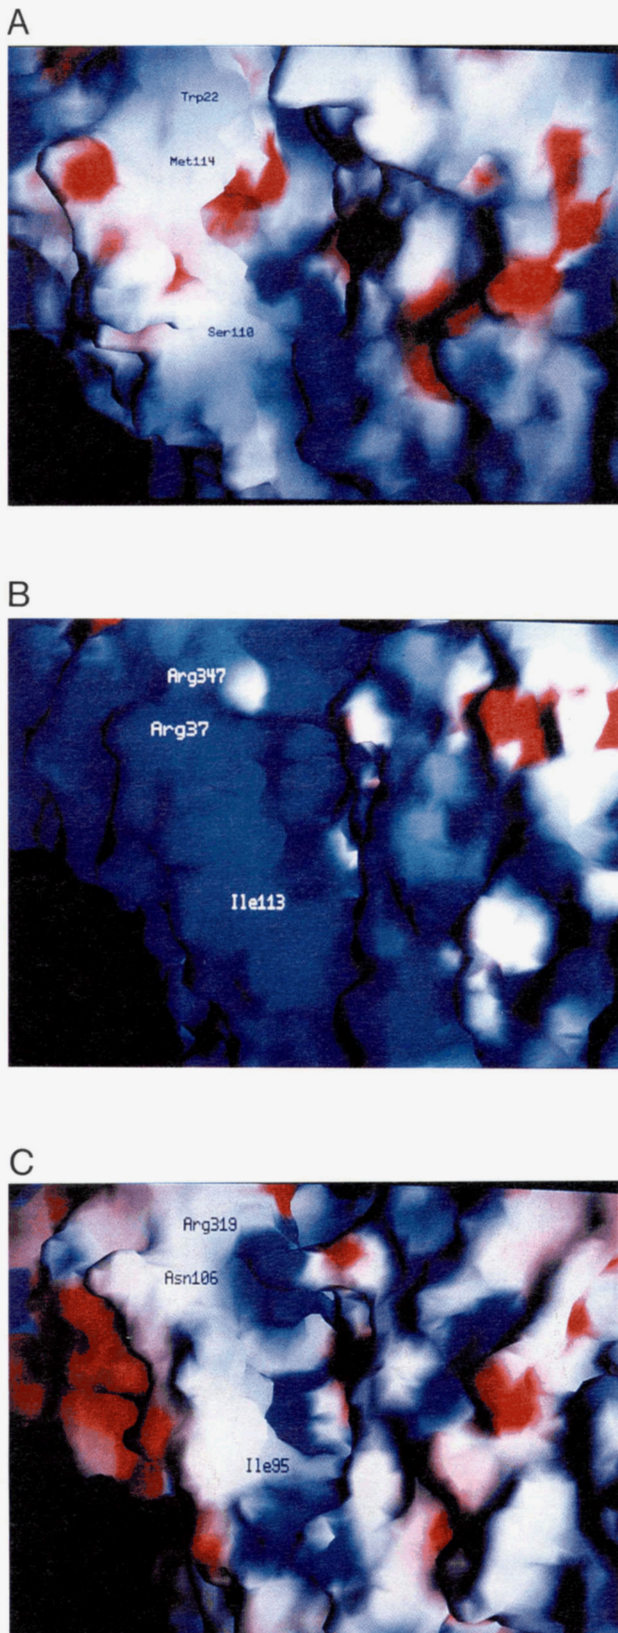 A
Trp22
Met114
Ser110
B
Arg347
Arg37
Ile113
C
Arg319
Asn106
Ile95